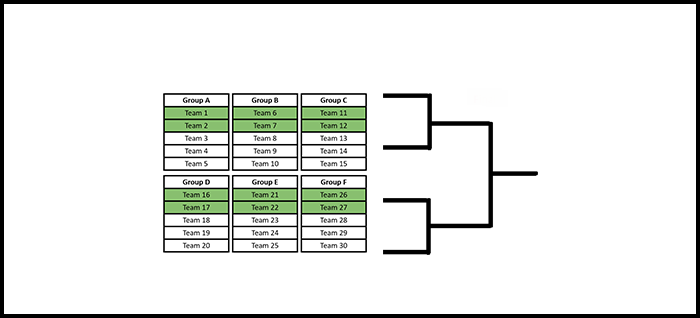 Group A Group B Group C
Team 1 Team 6 Team 11
Team 2 Team 7 Team 12
Team 3 Team 8 Team 13
Team 4 Team 9 Team 14
Team 5 Team 10 Team 15
Group D Group E Group F
Team 16 Team 21 Team 26
Team 17 Team 22 Team 27
Team 18 Team 23 Team 28
Team 19 Team 24 Team 29
Team 20 Team 25 Team 30